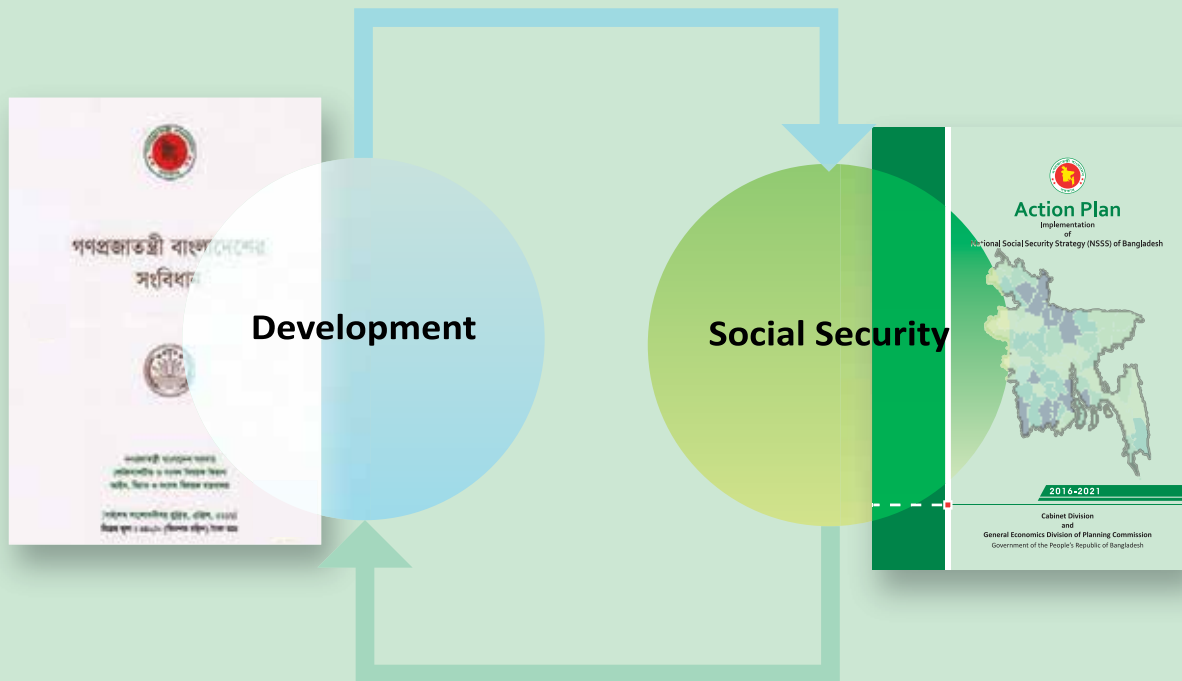 গণপ্রজাতন্ত্রী বাংলাদেশের
সংবিধান
Development
Social Security
Action Plan
Implementation
of
National Social Security Strategy (NSSS) of Bangladesh
2016-2021
Cabinet Division
and
General Economics Division of Planning Commission
Government of the People's Republic of Bangladesh